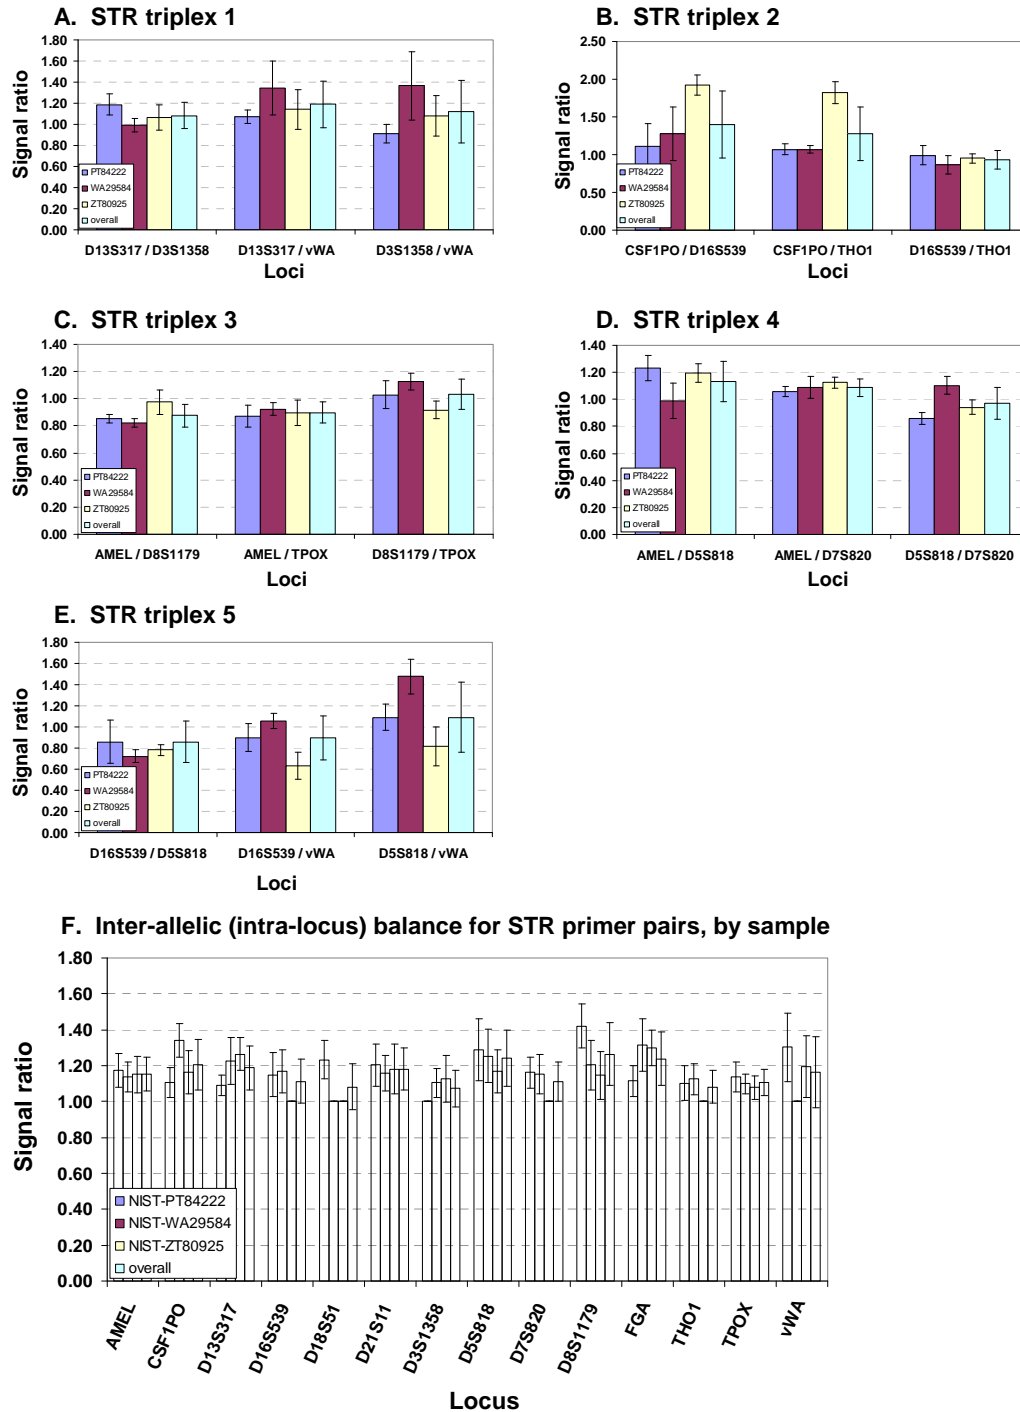 A. STR triplex 1
Signal ratio
1.80
1.60
1.40
1.20
1.00
0.80
0.60
0.40
0.20
0.00
PT84222
WA29584
ZT80925
overall
D13S317 / D3S1358
D13S317 / vWA
D3S1358 / vWA
Loci
B. STR triplex 2
Signal ratio
2.50
2.00
1.50
1.00
0.50
0.00
PT84222
WA29584
ZT80925
overall
CSF1PO / D16S539
CSF1PO / THO1
D16S539 / THO1
Loci
C. STR triplex 3
Signal ratio
1.40
1.20
1.00
0.80
0.60
0.40
0.20
0.00
PT84222
WA29584
ZT80925
overall
AMEL / D8S1179
AMEL / TPOX
D8S1179 / TPOX
Loci
D. STR triplex 4
Signal ratio
1.40
1.20
1.00
0.80
0.60
0.40
0.20
0.00
PT84222
WA29584
ZT80925
overall
AMEL / D5S818
AMEL / D7S820
D5S818 / D7S820
Loci
E. STR triplex 5
Signal ratio
1.80
1.60
1.40
1.20
1.00
0.80
0.60
0.40
0.20
0.00
PT84222
WA29584
ZT80925
overall
D16S539 / D5S818
D16S539 / vWA
D5S818 / vWA
Loci
F. Inter-allelic (intra-locus) balance for STR primer pairs, by sample
Signal ratio
1.80
1.60
1.40
1.20
1.00
0.80
0.60
0.40
0.20
0.00
NIST-PT84222
NIST-WA29584
NIST-ZT80925
overall
AMEL
CSF1PO
D13S317
D16S539
D18S51
D21S11
D3S1358
D5S818
D7S820
D8S1179
FGA
THO1
TPOX
vWA
Locus